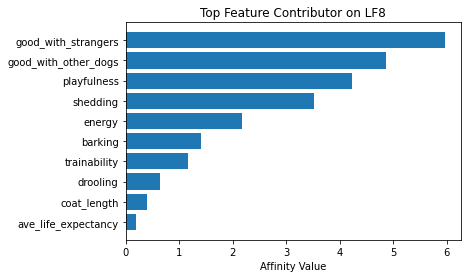 Top Feature Contributor on LF8
good_with_strangers
good_with_other_dogs
playfulness
shedding
energy
barking
trainability
drooling
coat_length
ave_life_expectancy
0 1 2 3 4 5 6
Affinity Value